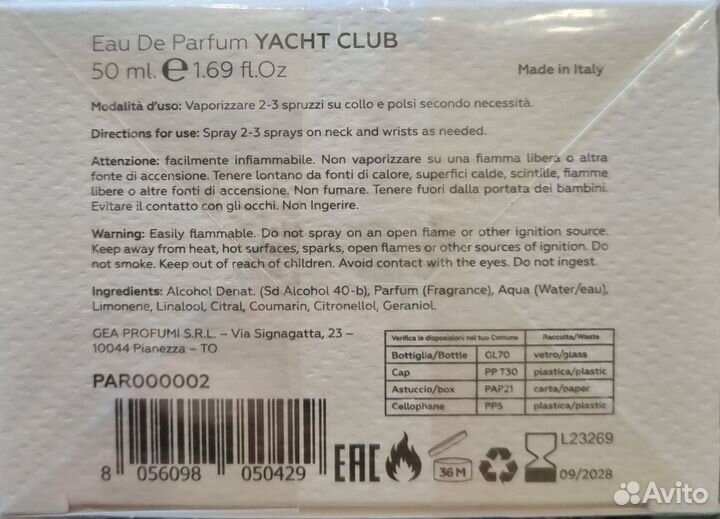 Eau De Parfum YACHT CLUB
50 ml. e 1.69 fl.Oz
Made in Italy
Modalità d'uso: Vaporizzare 2-3 spruzzi su collo e polsi secondo necessità.
Directions for use: Spray 2-3 sprays on neck and wrists as needed.
Attenzione: facilmente infiammabile. Non vaporizzare su una fiamma libera o altra
fonte di accensione. Tenere lontano da fonti di calore, superfici calde, scintille, fiamme
libere o altre fonti di accensione. Non fumare. Tenere fuori dalla portata dei bambini.
Evitare il contatto con gli occhi. Non Ingerire.
Warning: Easily flammable. Do not spray on an open flame or other ignition source.
Keep away from heat, hot surfaces, sparks, open flames or other sources of ignition. Do
not smoke. Keep out of reach of children. Avoid contact with the eyes. Do not ingest.
Ingredients: Alcohol Denat. (Sd Alcohol 40-b), Parfum (Fragrance), Aqua (Water/eau),
Limonene, Linalool, Citral, Coumarin, Citronellol, Geraniol.
GEA PROFUMI S.R.L. – Via Signagatta, 23 –
10044 Pianezza – TO
PAR000002
Verifica le disposizioni nel tuo Comune Raccolta/Waste
Bottiglia/Bottle GL70 vetro/glass
Cap PP T30 plastica/plastic
Astuccio/box PAP21 carta/paper
Cellophane PP5 plastica/plastic
8 056098 050429
EAC
36 M
L23269
09/2028
Avito